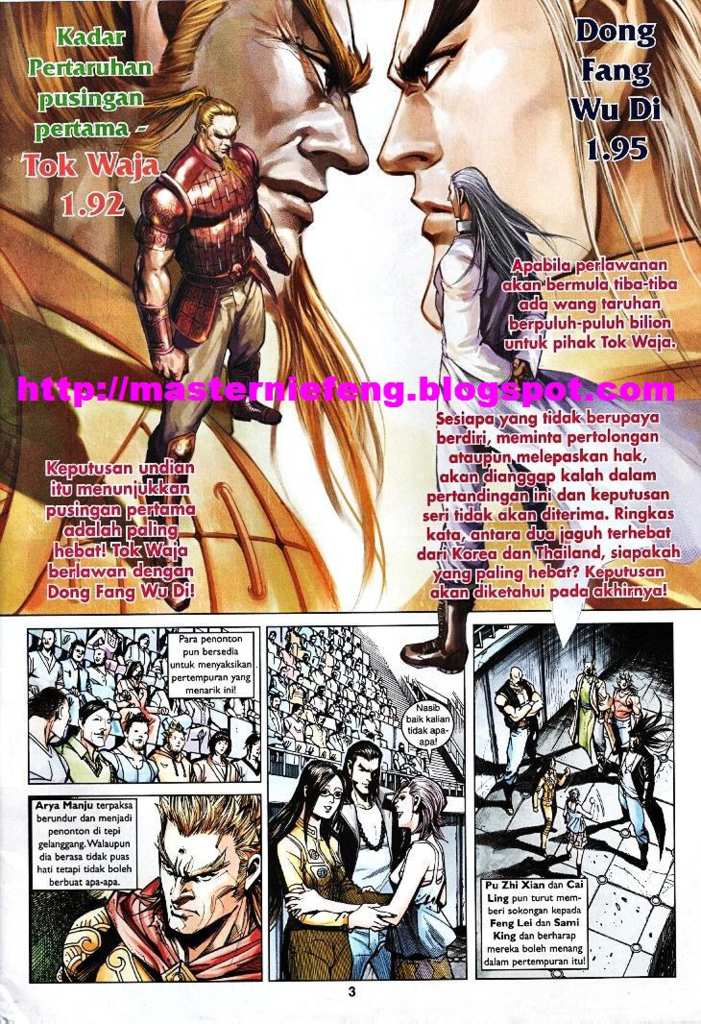 Kadar
Pertaruhan
pusingan
pertama -
Tok Waja
1.92
Dong
Fang
Wu Di
1.95
Apabila perlawanan
akan bermula tiba-tiba
ada wang taruhan
berpuluh-puluh bilion
untuk pihak Tok Waja.
http://masterniefeng.blogspot.com
Sesiapa yang tidak berupaya
berdiri, meminta pertolongan
ataupun melepaskan hak,
akan dianggap kalah dalam
pertandingan ini dan keputusan
seri tidak akan diterima. Ringkas
kata, antara dua jaguh terhebat
dari Korea dan Thailand, siapakah
yang paling hebat? Keputusan
akan diketahui pada akhirnya!
Keputusan undian
itu menunjukkan
pusingan pertama
adalah paling
hebat! Tok Waja
berlawan dengan
Dong Fang Wu Di!
Para penonton
pun bersedia
untuk menyaksikan
pertempuran yang
menarik ini!
Arya Manju terpaksa
berundur dan menjadi
penonton di tepi
gelanggang. Walaupun
dia berasa tidak puas
hati tetapi dia tidak boleh
berbuat apa-apa.
Nasib
baik kalian
tidak apa-
apa!
Pu Zhi Xian dan Cai
Ling pun turut mem-
beri sokongan kepada
Feng Lei dan Sami
King dan berharap
mereka boleh menang
dalam pertempuran itu!
3